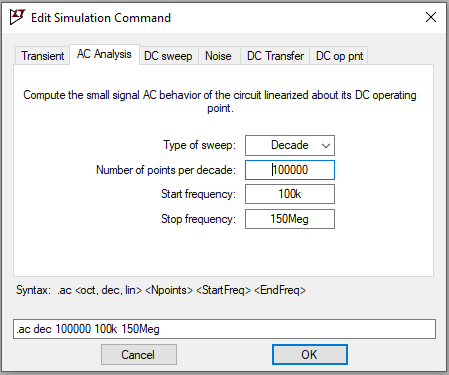 Edit Simulation Command
Transient AC Analysis DC sweep Noise DC Transfer DC op pnt
Compute the small signal AC behavior of the circuit linearized about its DC operating
point.
Type of sweep: Decade
Number of points per decade: 100000
Start frequency: 100k
Stop frequency: 150Meg
Syntax: .ac <oct, dec, lin> <Npoints> <StartFreq> <EndFreq>
.ac dec 100000 100k 150Meg
Cancel OK